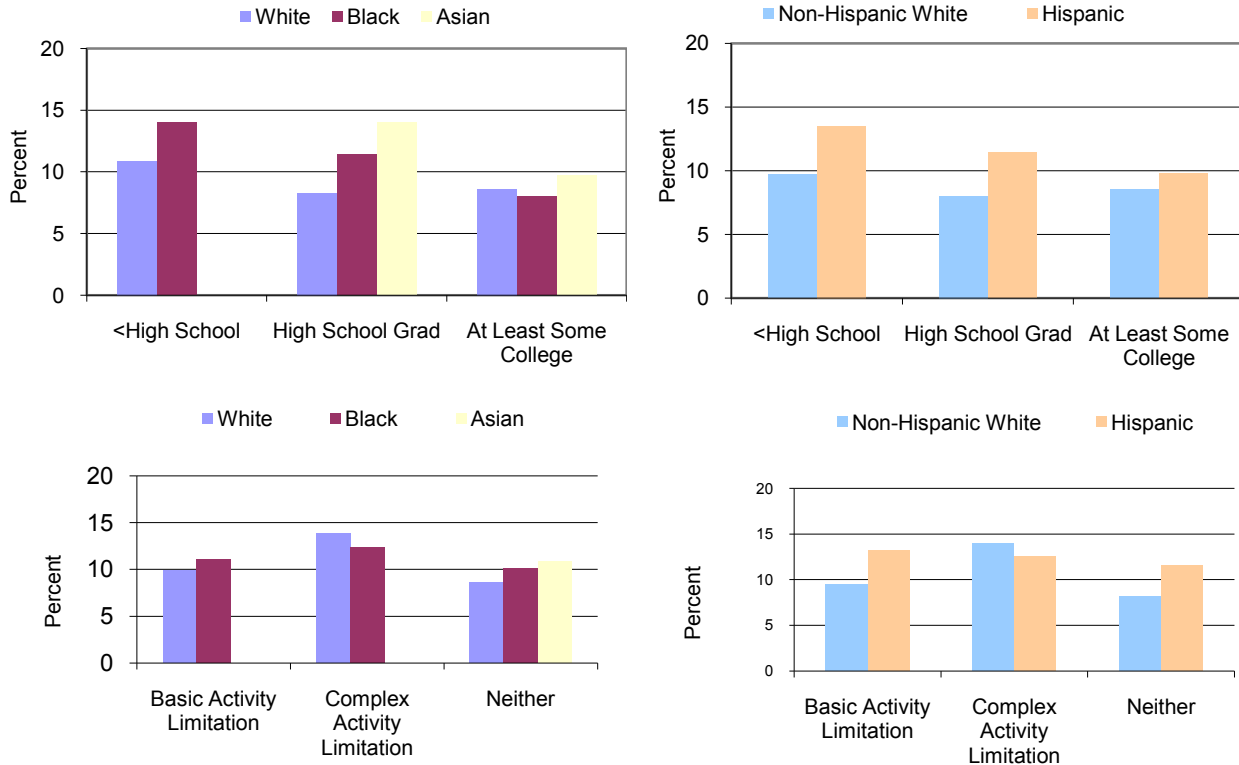 White Black Asian
20
15
10
5
0
Percent
<High School High School Grad At Least Some
College
Non-Hispanic White Hispanic
20
15
10
5
0
Percent
<High School High School Grad At Least Some
College
White Black Asian
20
15
10
5
0
Percent
Basic Activity Complex Neither
Limitation Activity
Limitation
Non-Hispanic White Hispanic
20
15
10
5
0
Percent
Basic Activity Complex Neither
Limitation Activity
Limitation